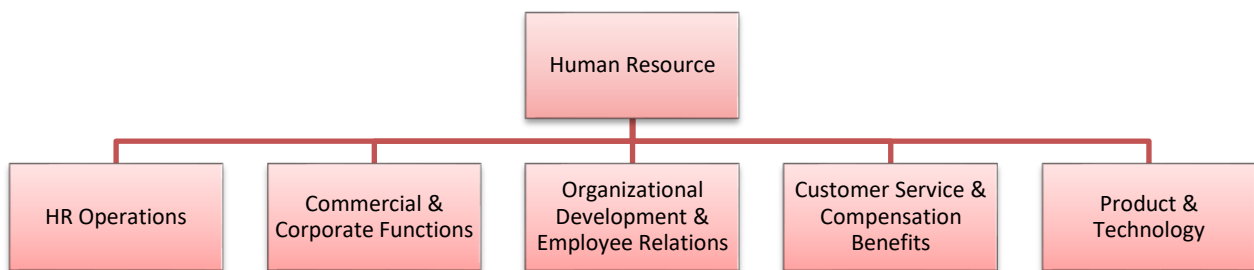 Human Resource
HR Operations
Commercial &
Corporate Functions
Organizational
Development &
Employee Relations
Customer Service &
Compensation
Benefits
Product &
Technology